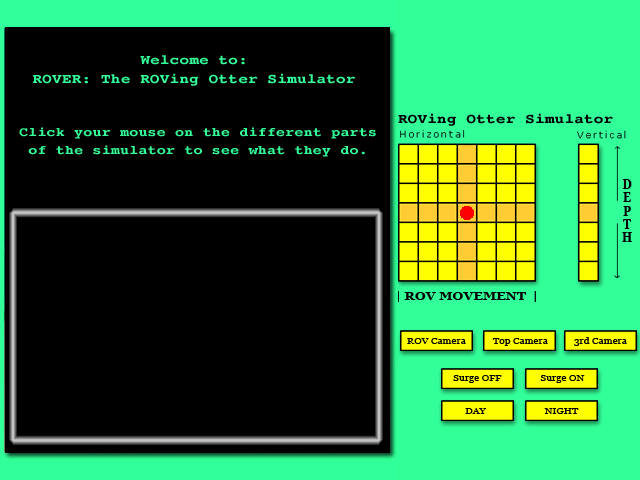 Welcome to:
ROVER: The ROVing Otter Simulator
Click your mouse on the different parts
of the simulator to see what they do.
ROVing Otter Simulator
Horizontal
Vertical
DEPTH
| ROV MOVEMENT |
ROV Camera
Top Camera
3rd Camera
Surge OFF
Surge ON
DAY
NIGHT